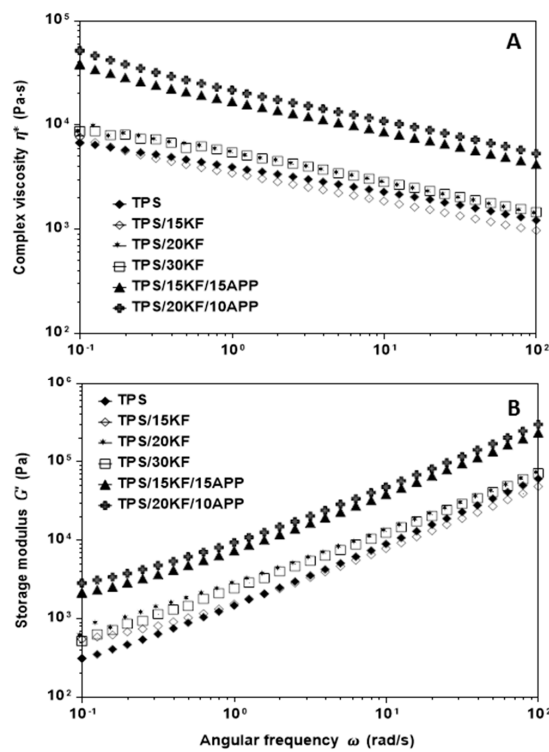 A
Complex viscosity η* (Pa·s)
10⁵
10⁴
10³
10²
TPS
TPS/15KF
TPS/20KF
TPS/30KF
TPS/15KF/15APP
TPS/20KF/10APP
10⁻¹ 10⁰ 10¹ 10²
B
Storage modulus G' (Pa)
10⁶
10⁵
10⁴
10³
10²
TPS
TPS/15KF
TPS/20KF
TPS/30KF
TPS/15KF/15APP
TPS/20KF/10APP
10⁻¹ 10⁰ 10¹ 10²
Angular frequency ω (rad/s)